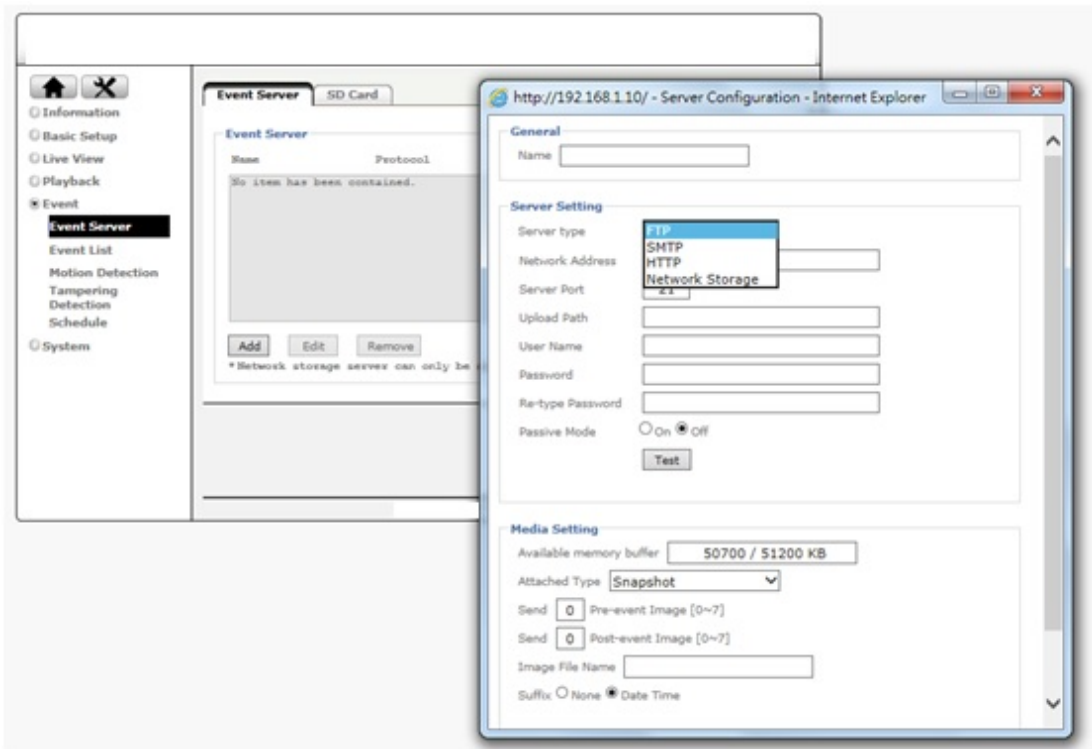 Information
Basic Setup
Live View
Playback
Event
Event Server
Event List
Motion Detection
Tampering
Detection
Schedule
System
Event Server SD Card
Event Server
Name Protocol
No item has been contained.
Add Edit Remove
*Network storage server can only be
http://192.168.1.10/ - Server Configuration - Internet Explorer
General
Name
Server Setting
Server type FTP
SMTP
HTTP
Network Storage
Network Address
Server Port 21
Upload Path
User Name
Password
Re-type Password
Passive Mode On Off
Test
Media Setting
Available memory buffer 50700 / 51200 KB
Attached Type Snapshot
Send 0 Pre-event Image [0~7]
Send 0 Post-event Image [0~7]
Image File Name
Suffix None Date Time